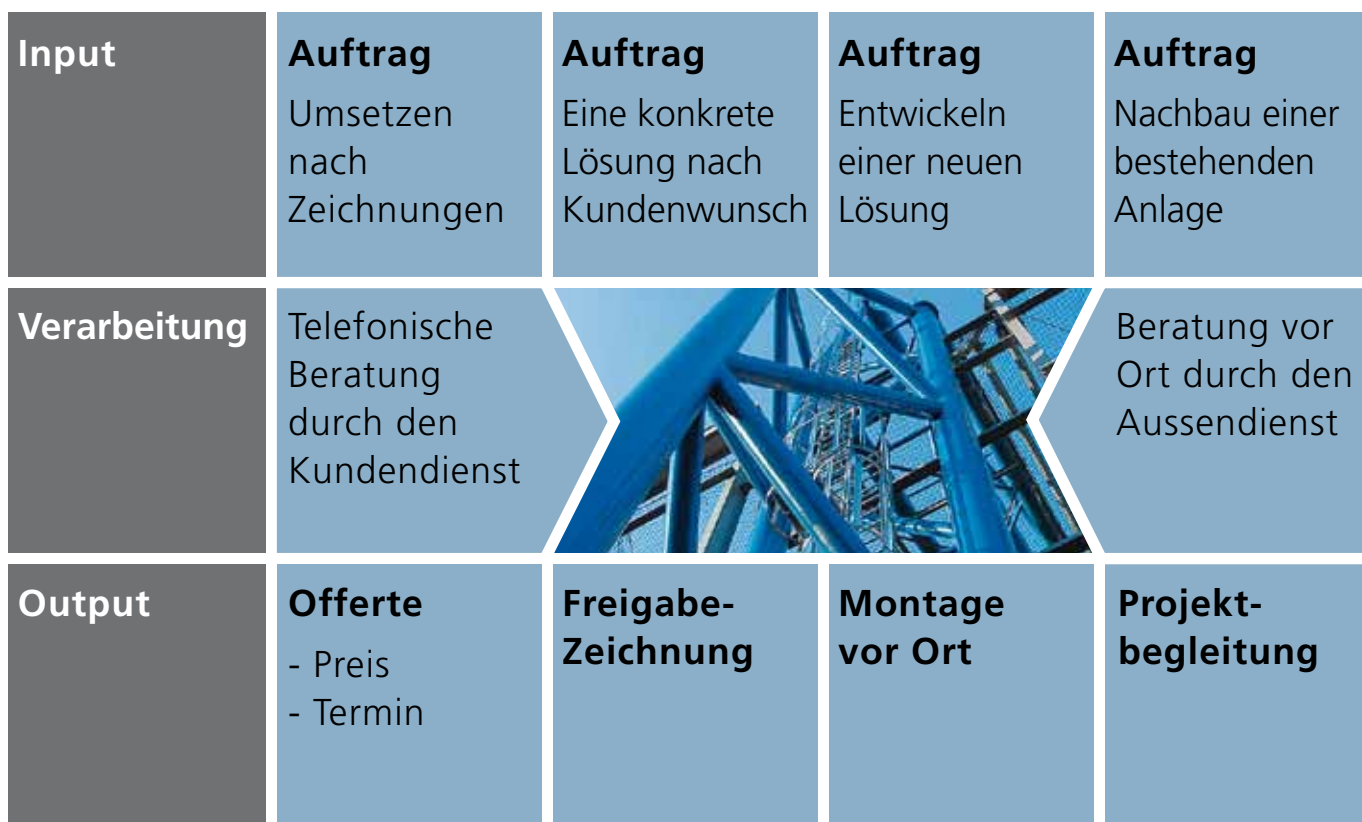 Input
Auftrag
Umsetzen
nach
Zeichnungen
Auftrag
Eine konkrete
Lösung nach
Kundenwunsch
Auftrag
Entwickeln
einer neuen
Lösung
Auftrag
Nachbau einer
bestehenden
Anlage
Verarbeitung
Telefonische
Beratung
durch den
Kundendienst
Beratung vor
Ort durch den
Aussendienst
Output
Offerte
- Preis
- Termin
Freigabe-
Zeichnung
Montage
vor Ort
Projekt-
begleitung